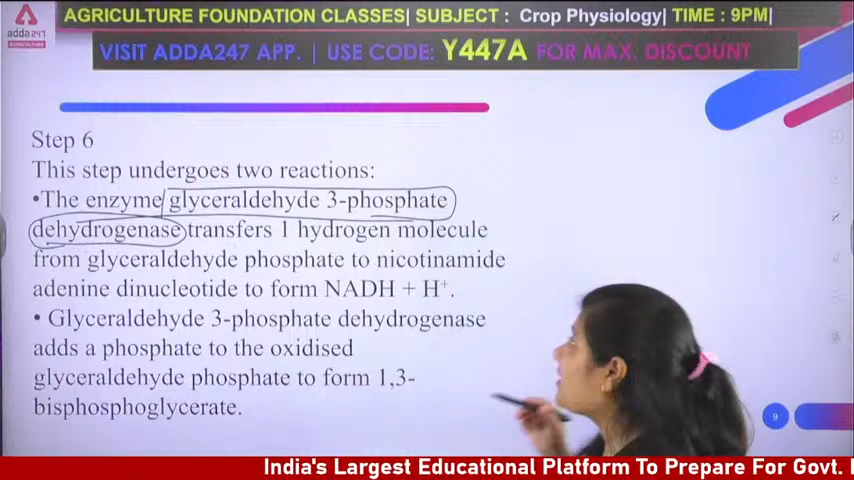 AGRICULTURE FOUNDATION CLASSES| SUBJECT : Crop Physiology| TIME : 9PM|
adda247
AGRICULTURE
VISIT ADDA247 APP. | USE CODE: Y447A FOR MAX. DISCOUNT
Step 6
This step undergoes two reactions:
•The enzyme glyceraldehyde 3-phosphate
dehydrogenase transfers 1 hydrogen molecule
from glyceraldehyde phosphate to nicotinamide
adenine dinucleotide to form NADH + H⁺.
• Glyceraldehyde 3-phosphate dehydrogenase
adds a phosphate to the oxidised
glyceraldehyde phosphate to form 1,3-
bisphosphoglycerate.
9
India's Largest Educational Platform To Prepare For Govt.